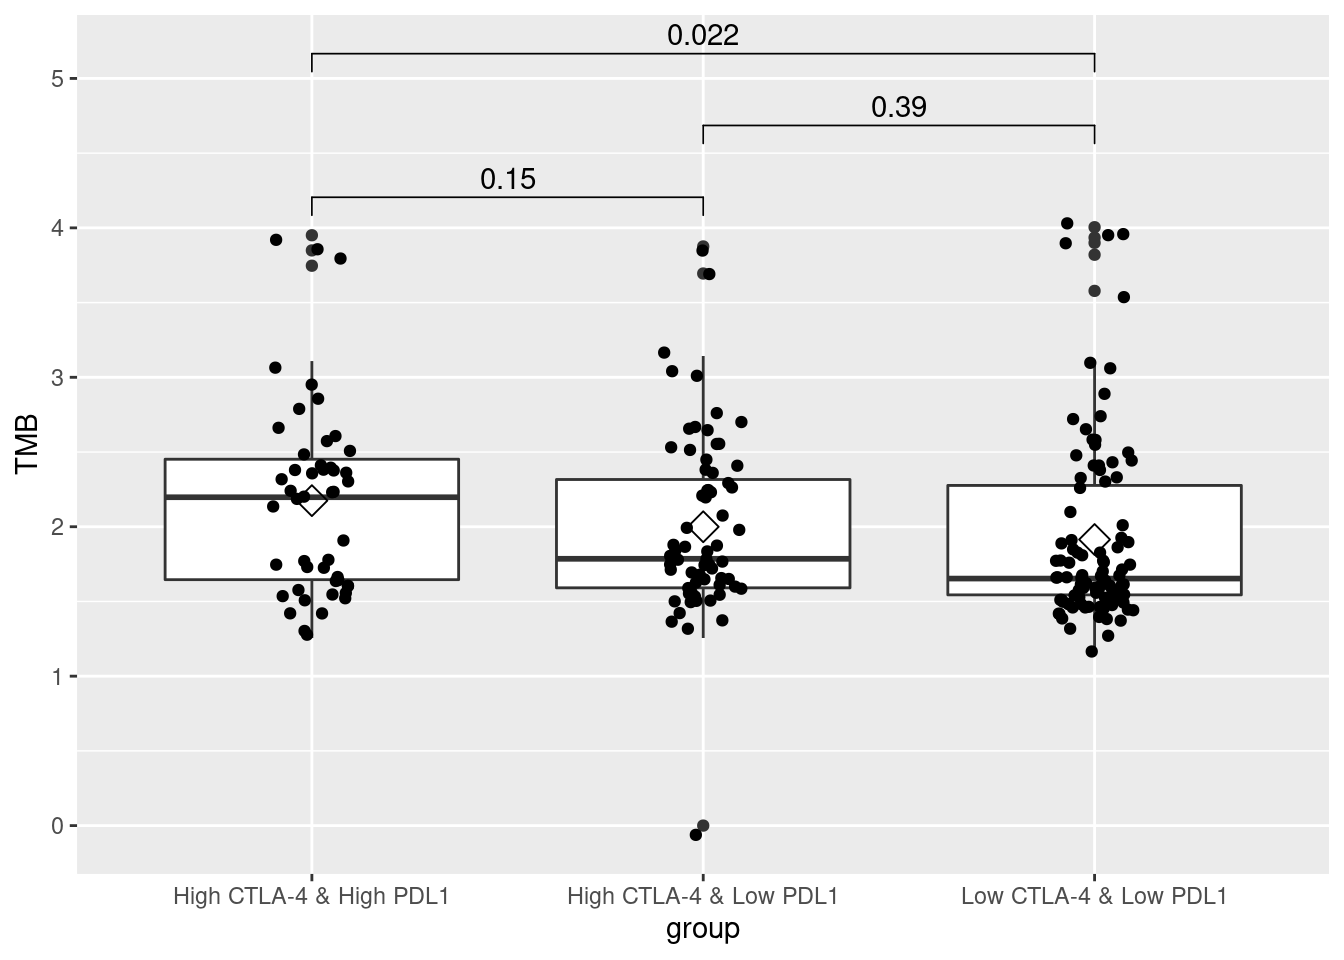 0.022
5
0.39
0.15
4
3
TMB
2
1
0
High CTLA-4 & High PDL1
High CTLA-4 & Low PDL1
Low CTLA-4 & Low PDL1
group